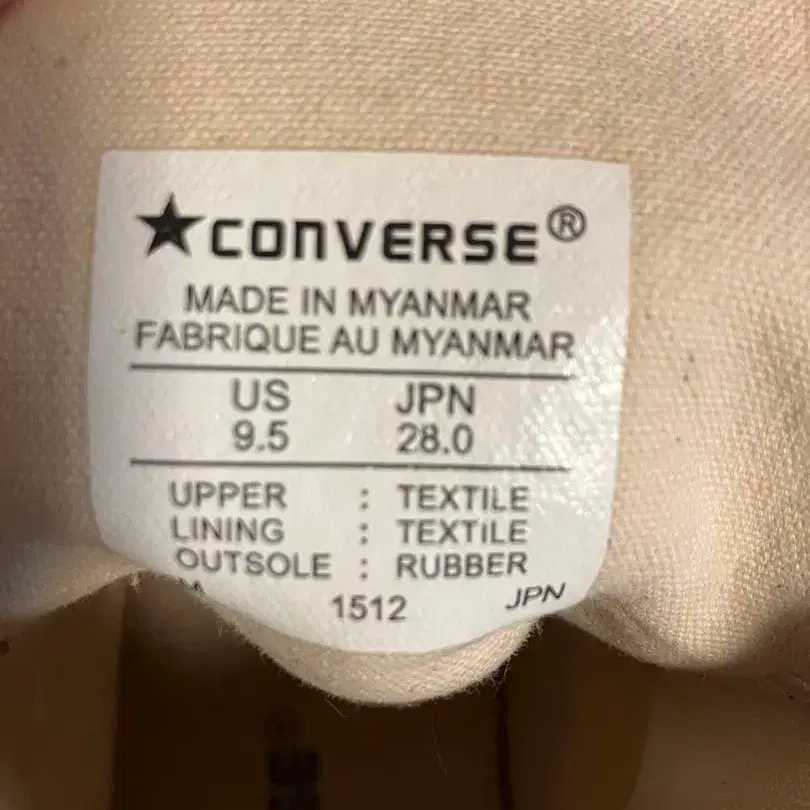 ★CONVERSE®
MADE IN MYANMAR
FABRIQUE AU MYANMAR
US JPN
9.5 28.0
UPPER : TEXTILE
LINING : TEXTILE
OUTSOLE : RUBBER
1512 JPN